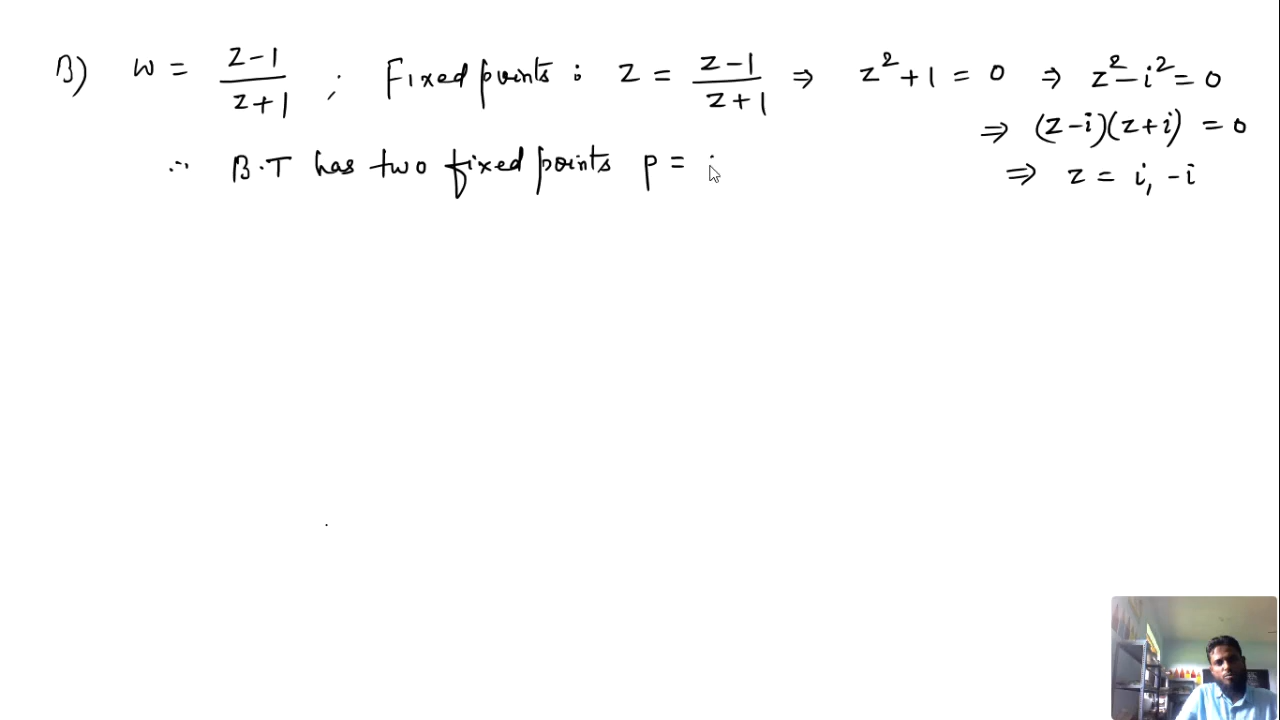 B) w = z-1/z+1 ; Fixed points : z = z-1/z+1 ⇒ z²+1 = 0 ⇒ z²-i² = 0
⇒ (z-i)(z+i) = 0
∴ B.T has two fixed points p = i
⇒ z = i, -i